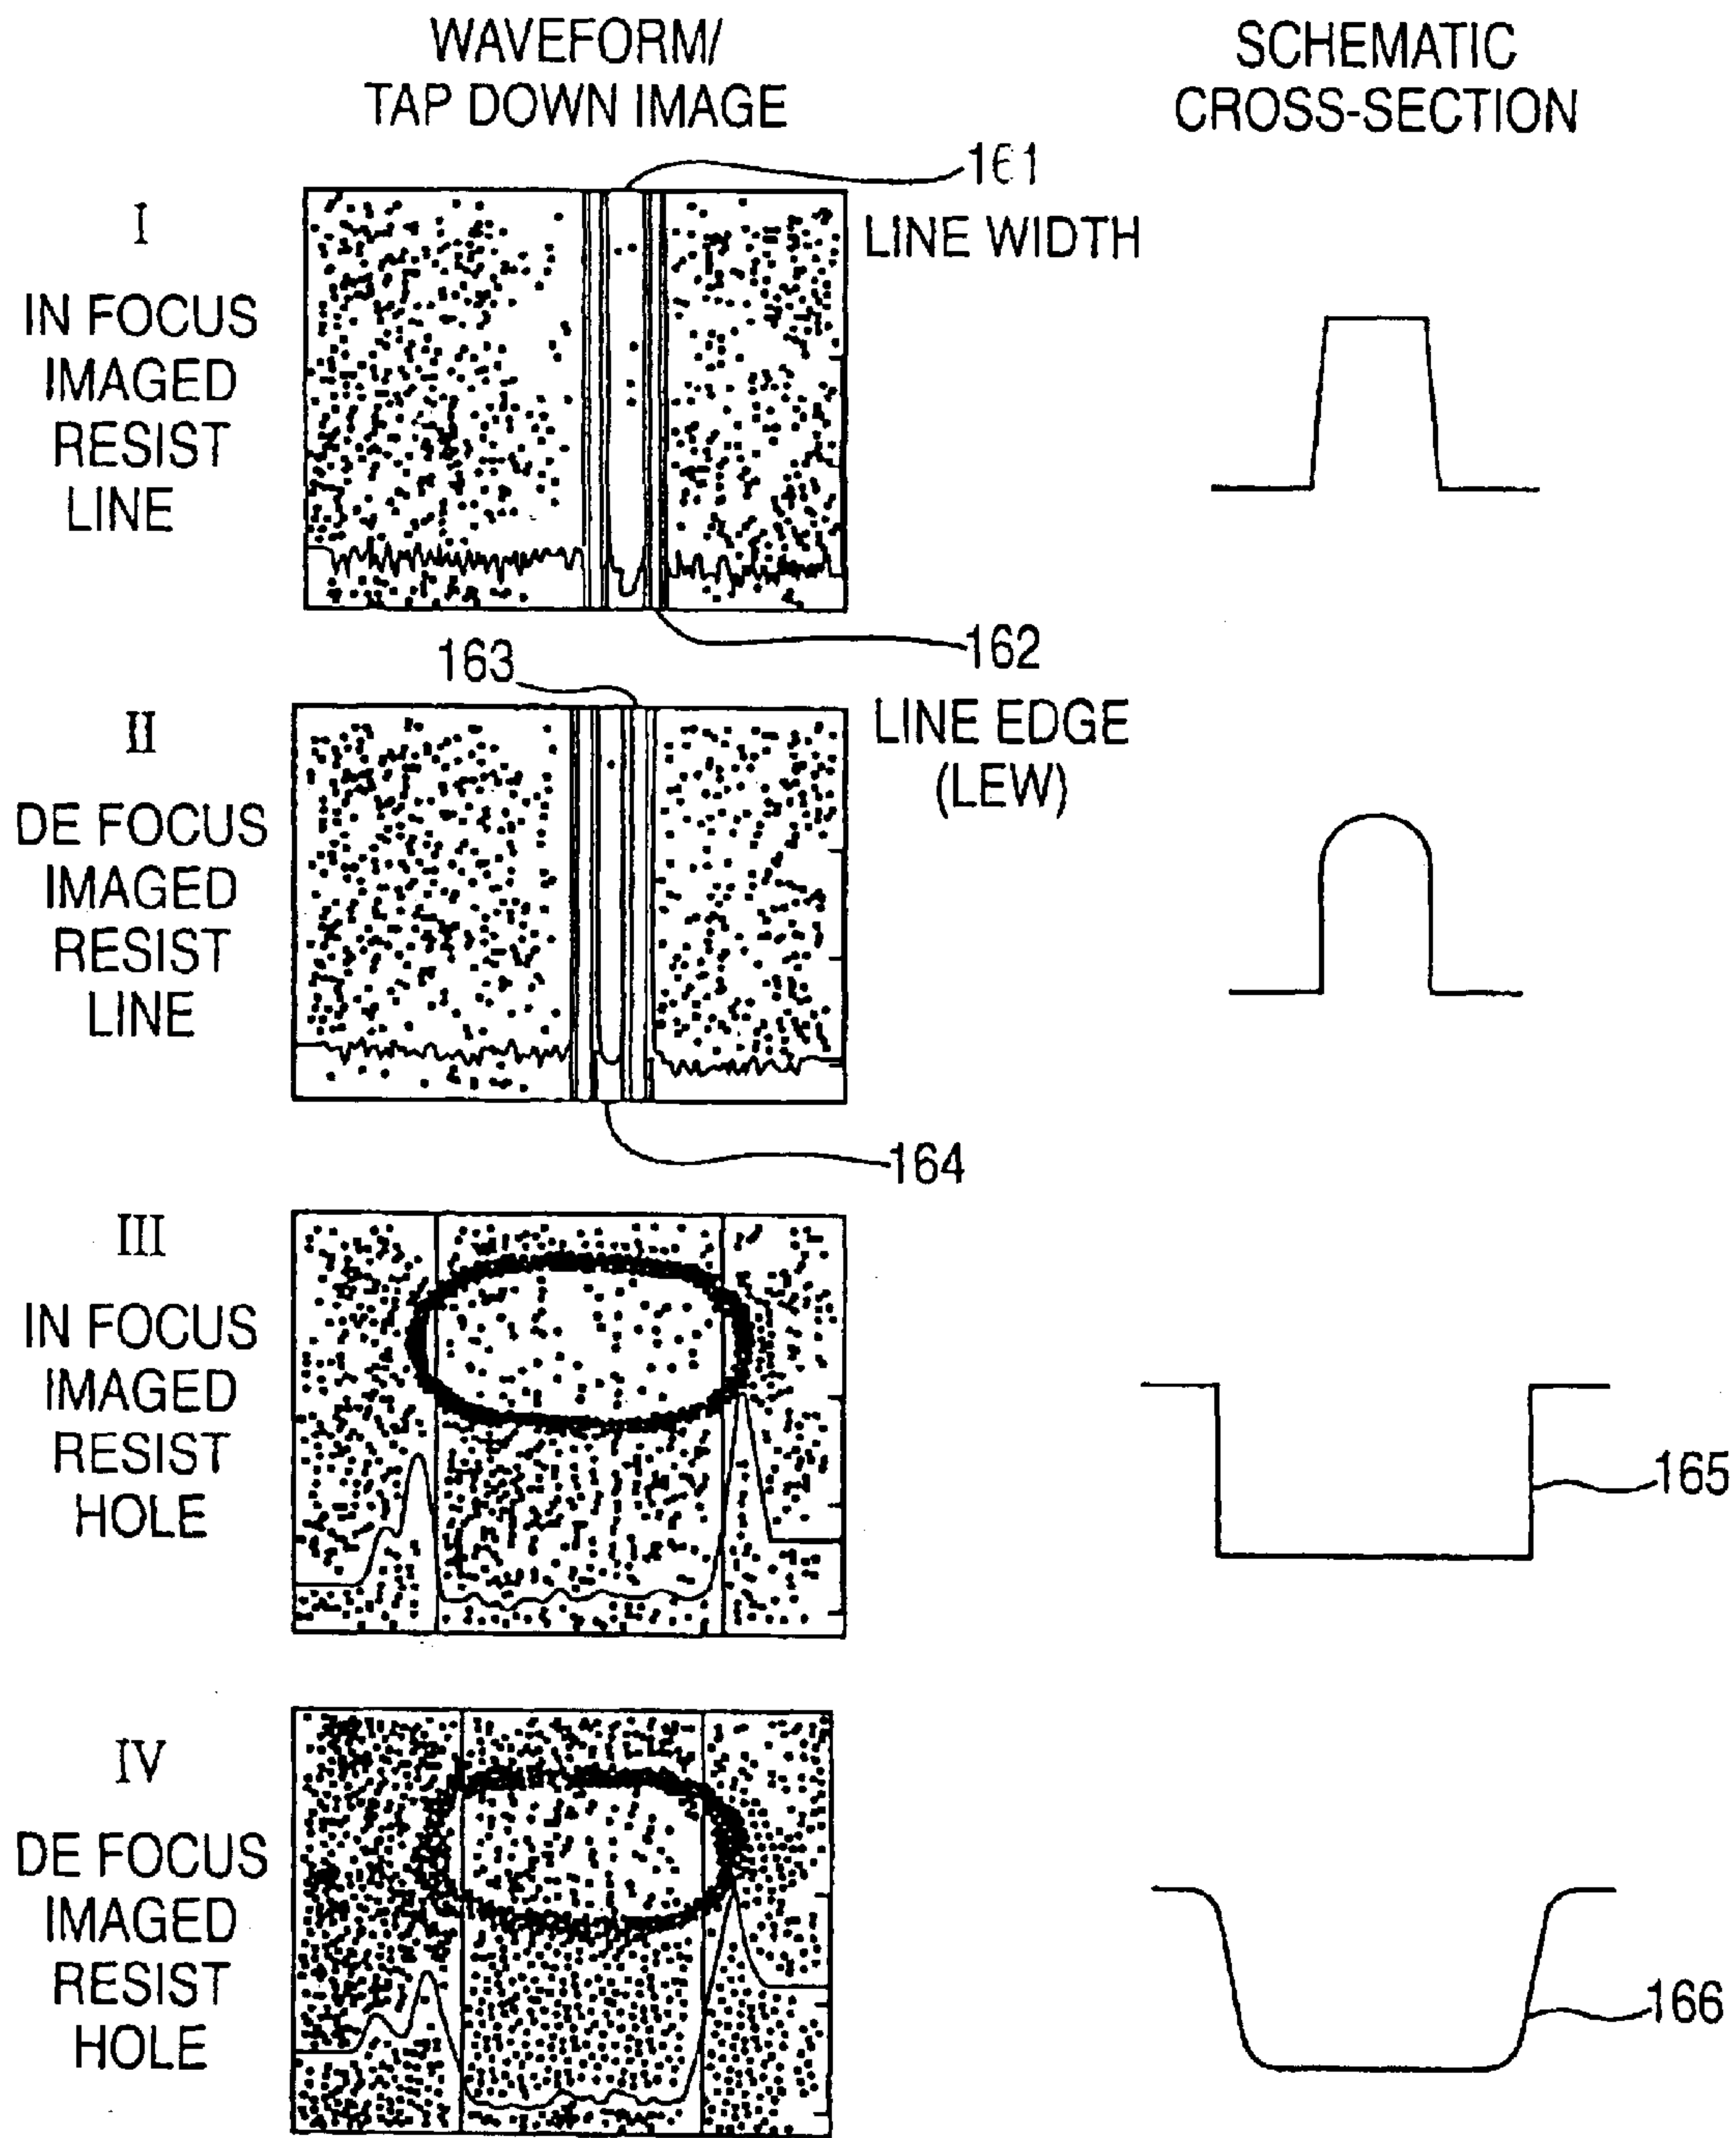 WAVEFORM/
TAP DOWN IMAGE
SCHEMATIC
CROSS-SECTION
161
LINE WIDTH
I
IN FOCUS
IMAGED
RESIST
LINE
162
LINE EDGE
(LEW)
163
II
DE FOCUS
IMAGED
RESIST
LINE
164
III
IN FOCUS
IMAGED
RESIST
HOLE
165
IV
DE FOCUS
IMAGED
RESIST
HOLE
166